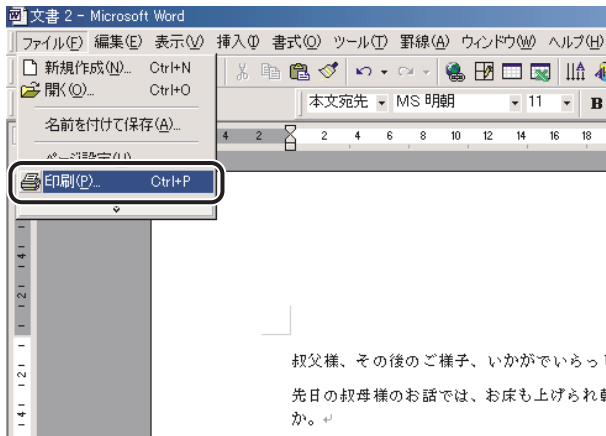 文書 2 - Microsoft Word
ファイル(F) 編集(E) 表示(V) 挿入(I) 書式(O) ツール(T) 罫線(A) ウィンドウ(W) ヘルプ(H)
新規作成(N)... Ctrl+N
開く(O)... Ctrl+O
本文宛先 MS 明朝 11 B
名前を付けて保存(A)...
4 2 2 4 6 8 10 12 14 16 18
ページ設定(U)...
印刷(P)... Ctrl+P
叔父様、その後のご様子、いかがでいらっ
先日の叔母様のお話では、お床も上げられ
か。